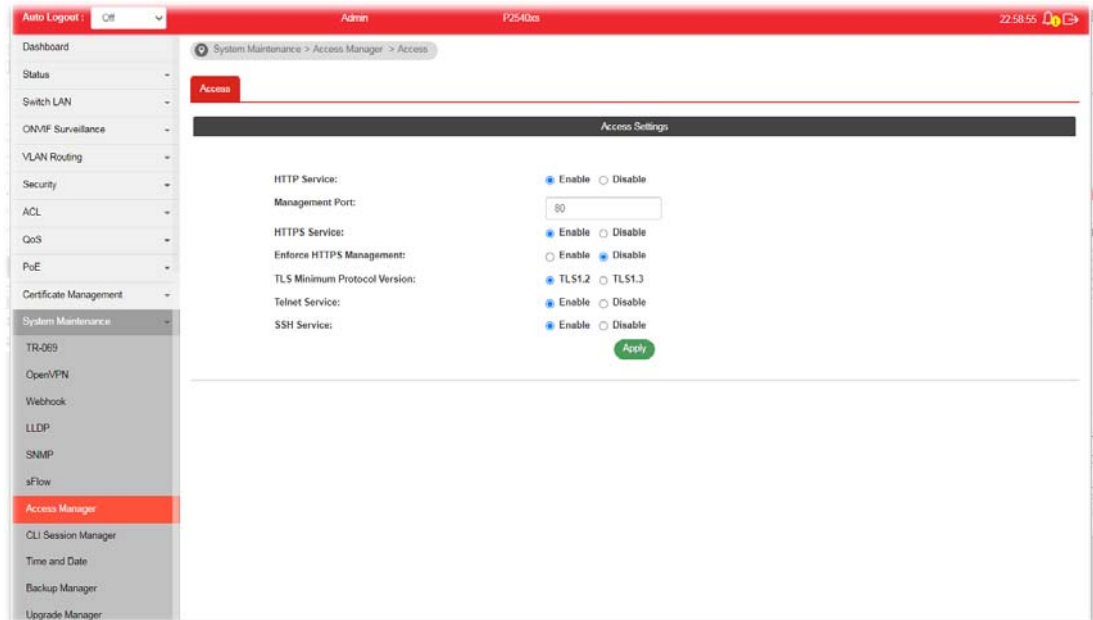 Auto Logout : Off Admin P2540xs 22:58:55 1
Dashboard
Status
Switch LAN
ONVIF Surveillance
VLAN Routing
Security
ACL
QoS
PoE
Certificate Management
System Maintenance
TR-069
OpenVPN
Webhook
LLDP
SNMP
sFlow
Access Manager
CLI Session Manager
Time and Date
Backup Manager
Upgrade Manager
System Maintenance > Access Manager > Access
Access
Access Settings
HTTP Service: Enable Disable
Management Port: 80
HTTPS Service: Enable Disable
Enforce HTTPS Management: Enable Disable
TLS Minimum Protocol Version: TLS1.2 TLS1.3
Telnet Service: Enable Disable
SSH Service: Enable Disable
Apply